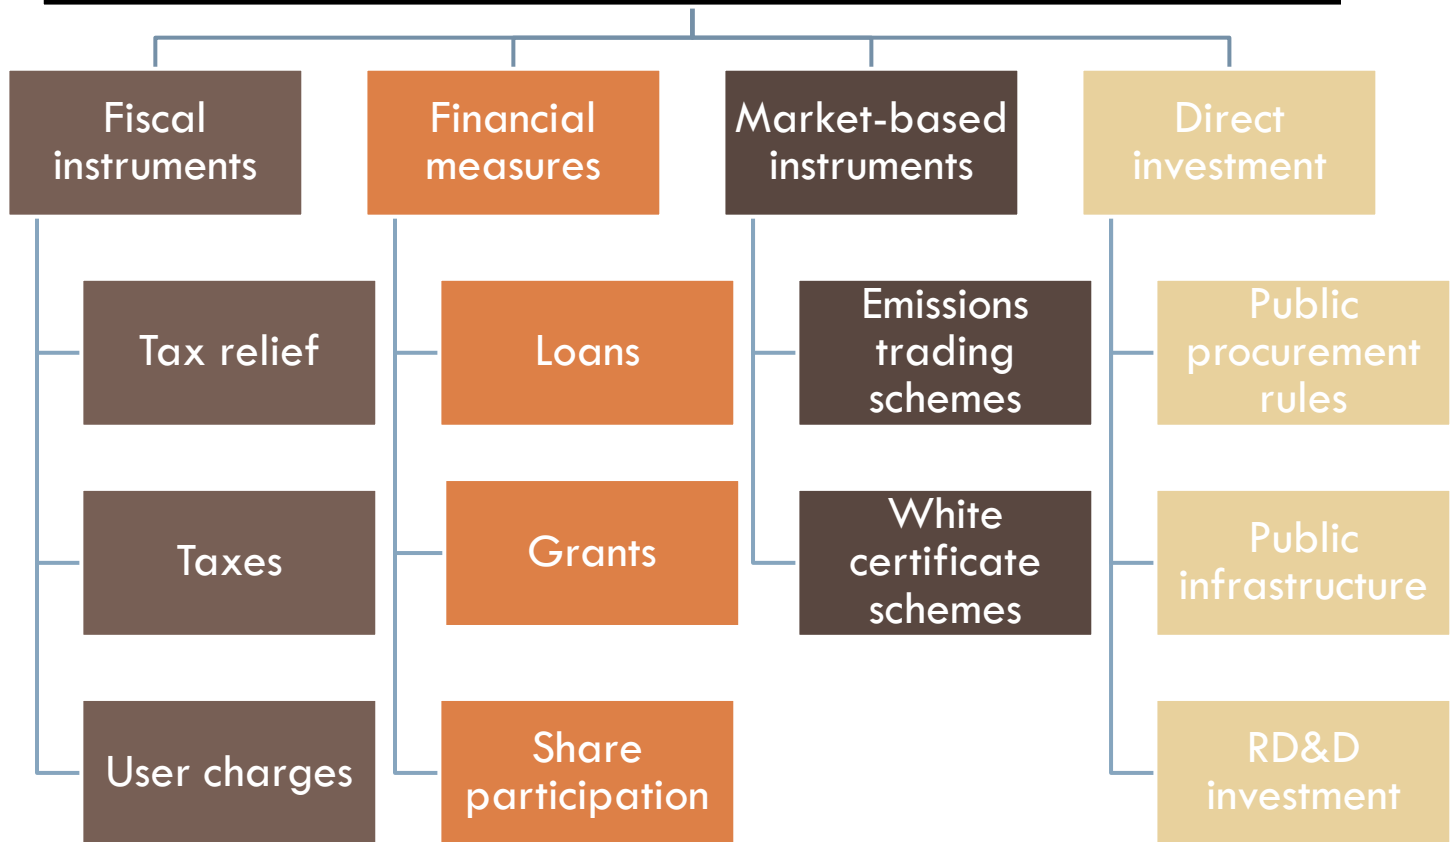 Fiscal
instruments
Financial
measures
Market-based
instruments
Direct
investment
Tax relief
Loans
Emissions
trading
schemes
Public
procurement
rules
Taxes
Grants
White
certificate
schemes
Public
infrastructure
User charges
Share
participation
RD&D
investment